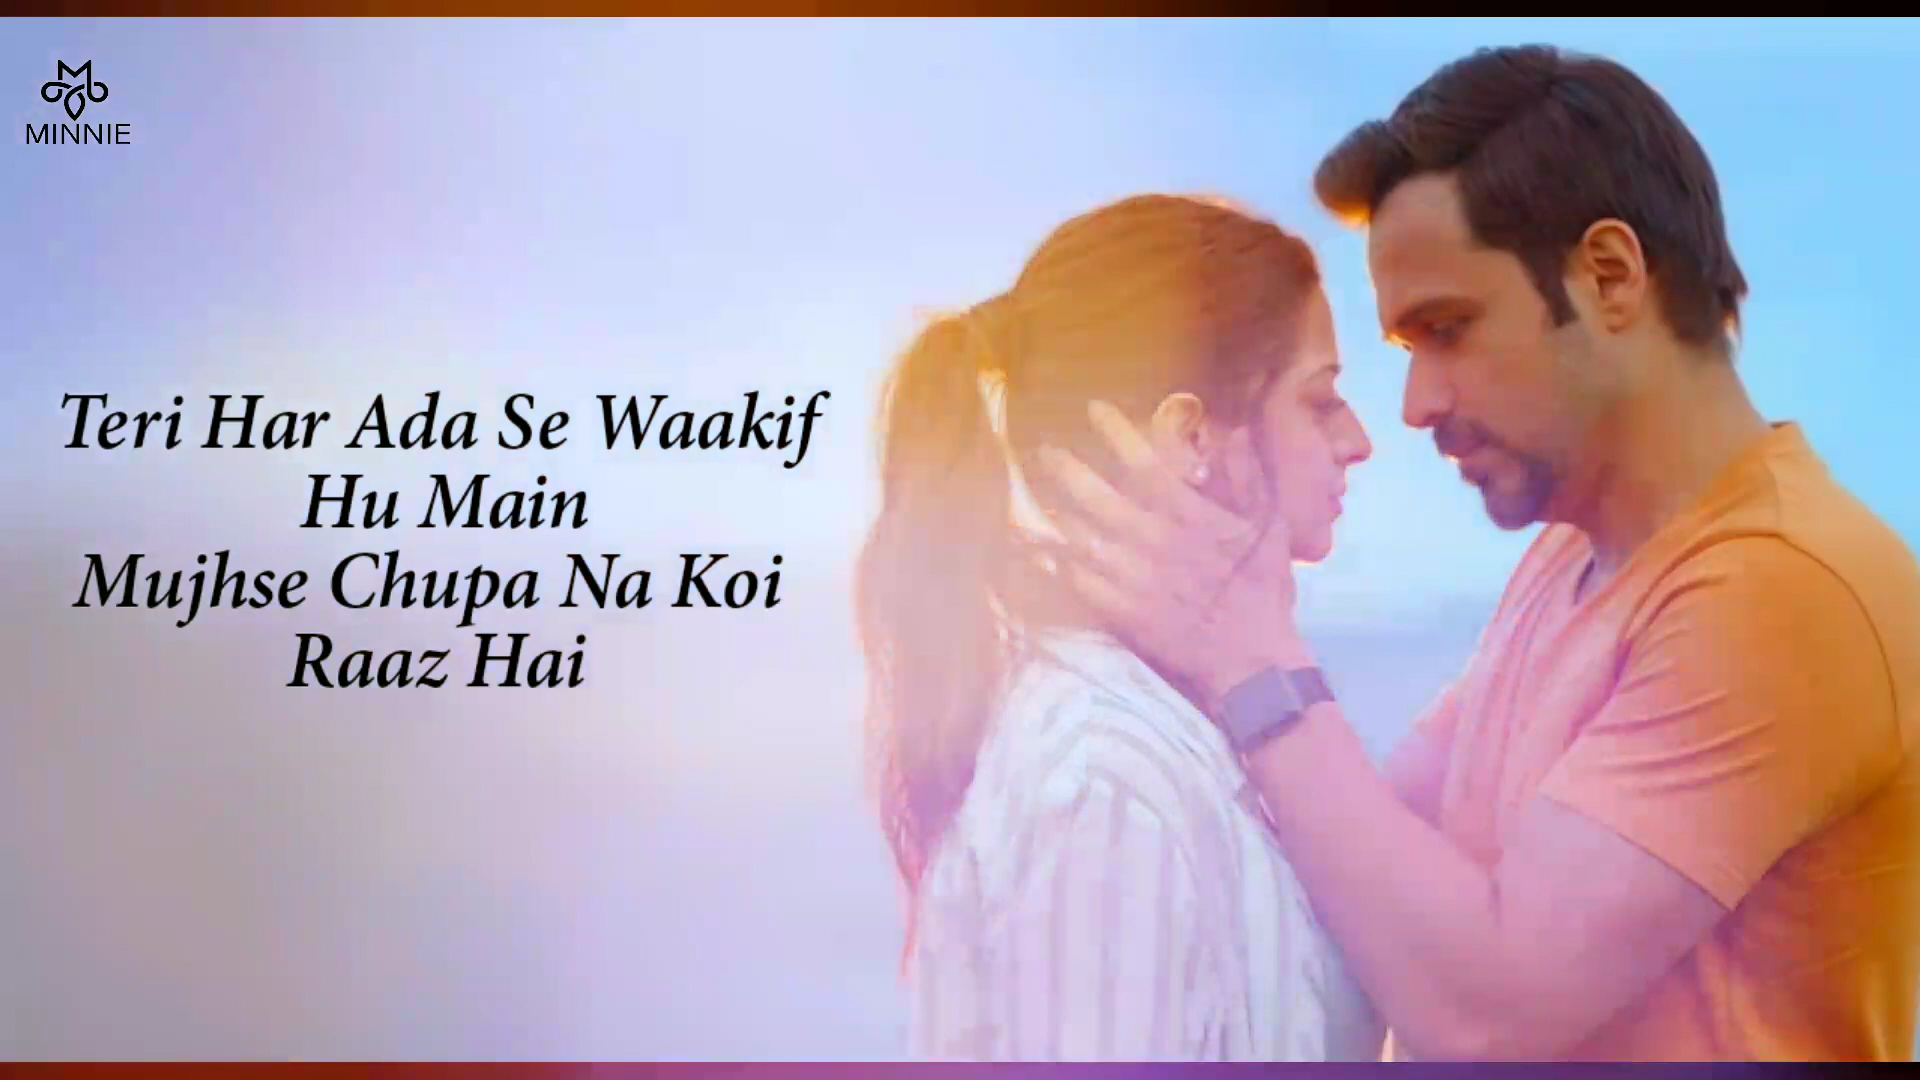 MINNIE
Teri Har Ada Se Waakif
Hu Main
Mujhse Chupa Na Koi
Raaz Hai